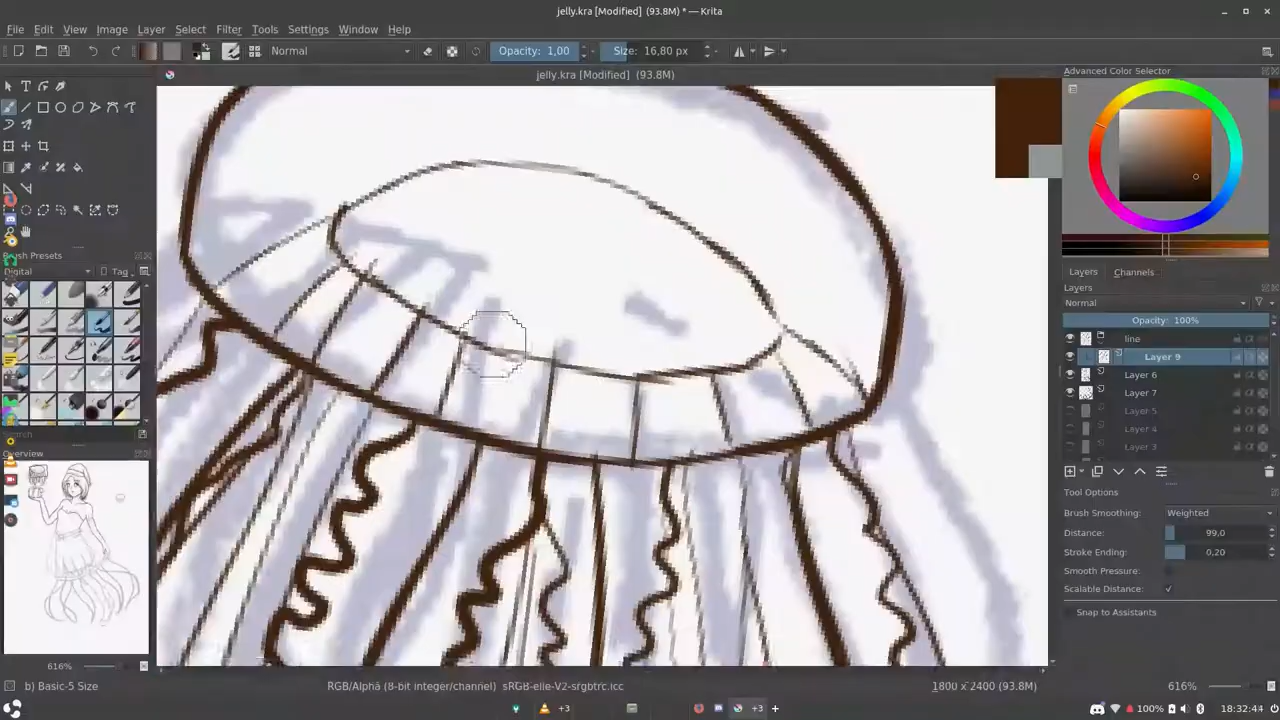 jelly.kra [Modified] (93.8M) * — Krita
File Edit View Image Layer Select Filter Tools Settings Window Help
Normal Opacity: 1,00 Size: 16,80 px
jelly.kra [Modified] (93.8M)
Advanced Color Selector
Brush Presets
Digital Tag
Search
Overview
616%
Layers Channels
Layers
Normal
Opacity: 100%
line
Layer 9
Layer 6
Layer 7
Layer 5
Layer 4
Layer 3
Tool Options
Brush Smoothing: Weighted
Distance: 99,0
Stroke Ending: 0,20
Smooth Pressure:
Scalable Distance:
Snap to Assistants
b) Basic-5 Size RGB/Alpha (8-bit integer/channel) sRGB-elle-V2-srgbtrc.icc 1800 x 2400 (93.8M) 616%
+3 +3 100% 18:32:44